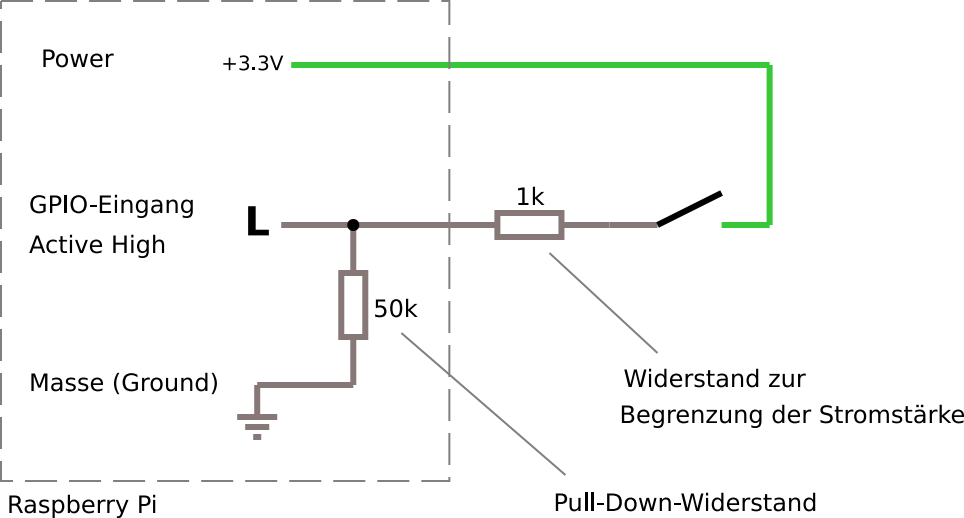 Power
+3.3V
GPIO-Eingang
Active High
L
1k
50k
Masse (Ground)
Widerstand zur
Begrenzung der Stromstärke
Pull-Down-Widerstand
Raspberry Pi